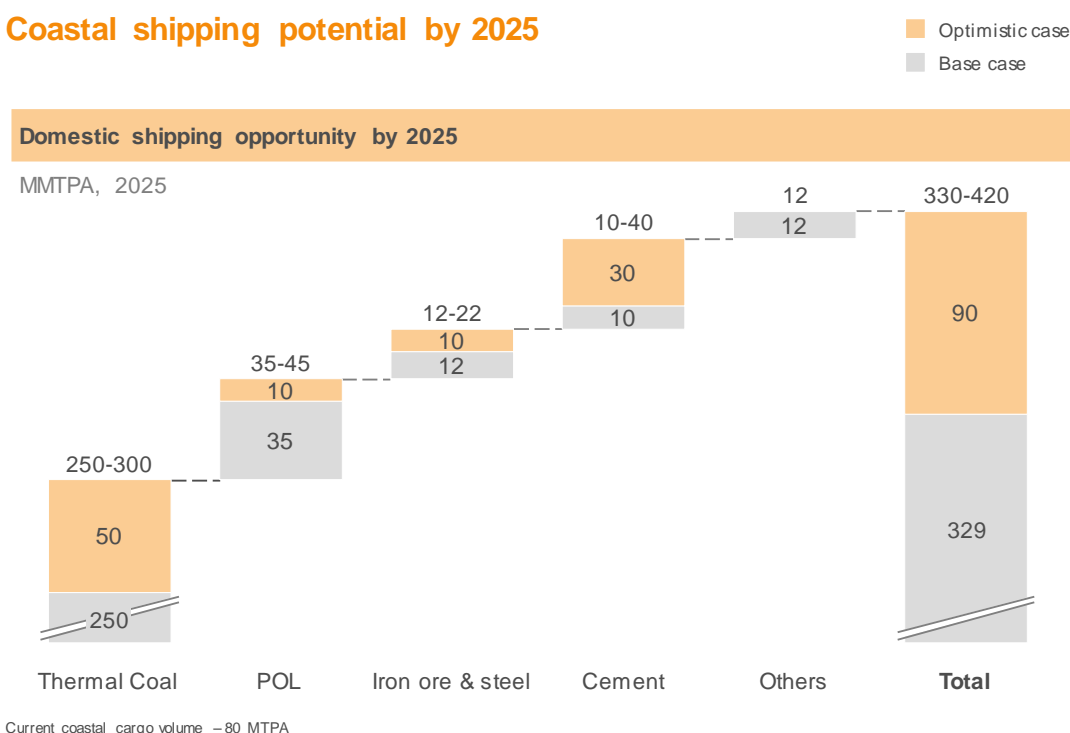 Coastal shipping potential by 2025
Optimistic case
Base case
Domestic shipping opportunity by 2025
MMTPA, 2025
250-300
50
250
35-45
10
35
12-22
10
12
10-40
30
10
12
12
330-420
90
329
Thermal Coal
POL
Iron ore & steel
Cement
Others
Total
Current coastal cargo volume – 80 MTPA